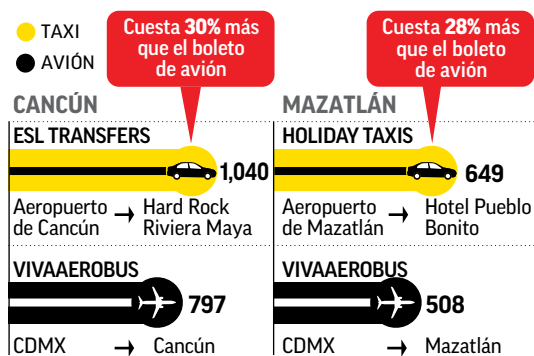 TAXI
AVIÓN
Cuesta 30% más
que el boleto
de avión
Cuesta 28% más
que el boleto
de avión
CANCÚN
ESL TRANSFERS
1,040
Aeropuerto
de Cancún
→
Hard Rock
Riviera Maya
VIVAAEROBUS
797
CDMX → Cancún
MAZATLÁN
HOLIDAY TAXIS
649
Aeropuerto
de Mazatlán
→
Hotel Pueblo
Bonito
VIVAAEROBUS
508
CDMX → Mazatlán